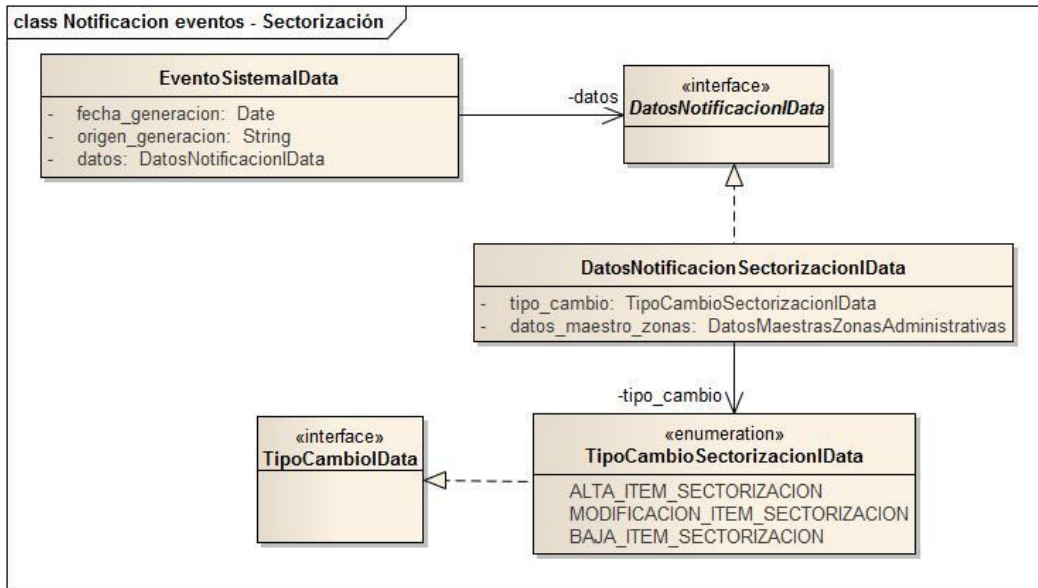 class Notificacion eventos - Sectorización
EventoSistemaIData
- fecha_generacion: Date
- origen_generacion: String
- datos: DatosNotificacionIData
-datos
«interface»
DatosNotificacionIData
DatosNotificacionSectorizacionIData
- tipo_cambio: TipoCambioSectorizacionIData
- datos_maestro_zonas: DatosMaestrasZonasAdministrativas
-tipo_cambio
«interface»
TipoCambioIData
«enumeration»
TipoCambioSectorizacionIData
ALTA_ITEM_SECTORIZACION
MODIFICACION_ITEM_SECTORIZACION
BAJA_ITEM_SECTORIZACION